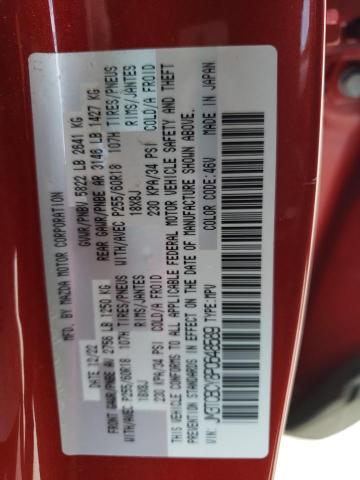 MFD. BY MAZDA MOTOR CORPORATION
DATE: 12/22 GVWR/PNBV 5822 LB 2641 KG
FRONT GAWR/PNBE AV 2756 LB 1250 KG REAR GAWR/PNBE AR 3146 LB 1427 KG
WITH/AVEC P255/60R18 107H TIRES/PNEUS WITH/AVEC P255/60R18 107H TIRES/PNEUS
18X8J RIMS/JANTES 18X8J RIMS/JANTES
230 KPA/34 PSI COLD/A FROID 230 KPA/34 PSI COLD/A FROID
THIS VEHICLE CONFORMS TO ALL APPLICABLE FEDERAL MOTOR VEHICLE SAFETY AND THEFT
PREVENTION STANDARDS IN EFFECT ON THE DATE OF MANUFACTURE SHOWN ABOVE.
VIN: TYPE:MPV COLOR CODE:46V MADE IN JAPAN